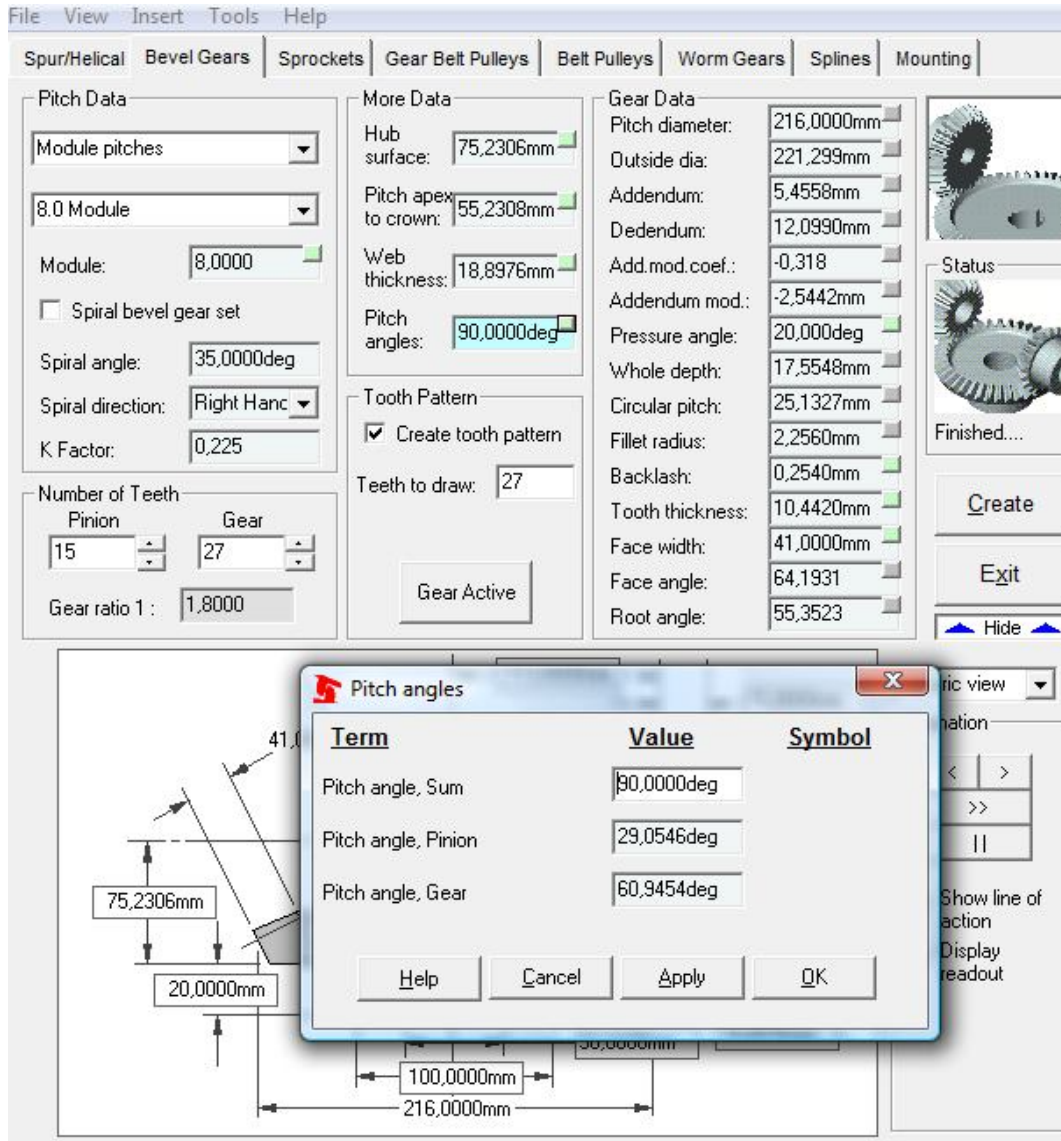 File View Insert Tools Help
Spur/Helical Bevel Gears Sprockets Gear Belt Pulleys Belt Pulleys Worm Gears Splines Mounting
Pitch Data
Module pitches
8.0 Module
Module: 8,0000
Spiral bevel gear set
Spiral angle: 35,0000deg
Spiral direction: Right Hanc
K Factor: 0,225
Number of Teeth
Pinion Gear
15 27
Gear ratio 1 : 1,8000
More Data
Hub
surface: 75,2306mm
Pitch apex
to crown: 55,2308mm
Web
thickness: 18,8976mm
Pitch
angles: 90,0000deg
Tooth Pattern
Create tooth pattern
Teeth to draw: 27
Gear Active
Gear Data
Pitch diameter: 216,0000mm
Outside dia: 221,299mm
Addendum: 5,4558mm
Dedendum: 12,0990mm
Add.mod.coef.: -0,318
Addendum mod.: -2,5442mm
Pressure angle: 20,000deg
Whole depth: 17,5548mm
Circular pitch: 25,1327mm
Fillet radius: 2,2560mm
Backlash: 0,2540mm
Tooth thickness: 10,4420mm
Face width: 41,0000mm
Face angle: 64,1931
Root angle: 55,3523
Status
Finished....
Create
Exit
Hide
ric view
nation
< >
>>
||
Show line of
action
Display
readout
Pitch angles
Term Value Symbol
Pitch angle, Sum 90,0000deg
Pitch angle, Pinion 29,0546deg
Pitch angle, Gear 60,9454deg
Help Cancel Apply OK
41,0
75,2306mm
20,0000mm
100,0000mm
216,0000mm